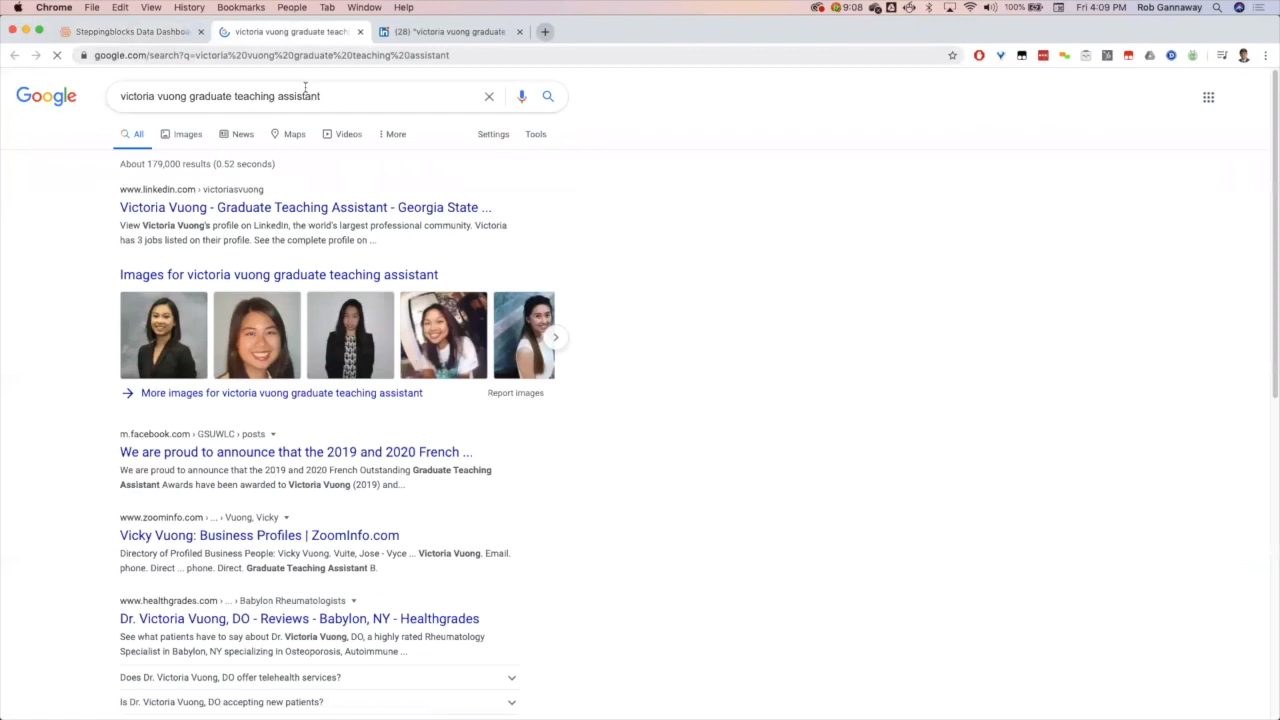 Chrome File Edit View History Bookmarks People Tab Window Help 9:08 100% Fri 4:09 PM Rob Gannaway
Steppingblocks Data Dashboa victoria vuong graduate teach (28) "victoria vuong graduate
google.com/search?q=victoria%20vuong%20graduate%20teaching%20assistant
Google victoria vuong graduate teaching assistant
All Images News Maps Videos More Settings Tools
About 179,000 results (0.52 seconds)
www.linkedin.com › victoriasvuong
Victoria Vuong - Graduate Teaching Assistant - Georgia State ...
View Victoria Vuong's profile on LinkedIn, the world's largest professional community. Victoria
has 3 jobs listed on their profile. See the complete profile on ...
Images for victoria vuong graduate teaching assistant
More images for victoria vuong graduate teaching assistant Report images
m.facebook.com › GSUWLC › posts
We are proud to announce that the 2019 and 2020 French ...
We are proud to announce that the 2019 and 2020 French Outstanding Graduate Teaching
Assistant Awards have been awarded to Victoria Vuong (2019) and...
www.zoominfo.com › ... › Vuong, Vicky
Vicky Vuong: Business Profiles | ZoomInfo.com
Directory of Profiled Business People: Vicky Vuong. Vuite, Jose - Vyce ... Victoria Vuong. Email.
phone. Direct ... phone. Direct. Graduate Teaching Assistant B.
www.healthgrades.com › ... › Babylon Rheumatologists
Dr. Victoria Vuong, DO - Reviews - Babylon, NY - Healthgrades
See what patients have to say about Dr. Victoria Vuong, DO, a highly rated Rheumatology
Specialist in Babylon, NY specializing in Osteoporosis, Autoimmune ...
Does Dr. Victoria Vuong, DO offer telehealth services?
Is Dr. Victoria Vuong, DO accepting new patients?